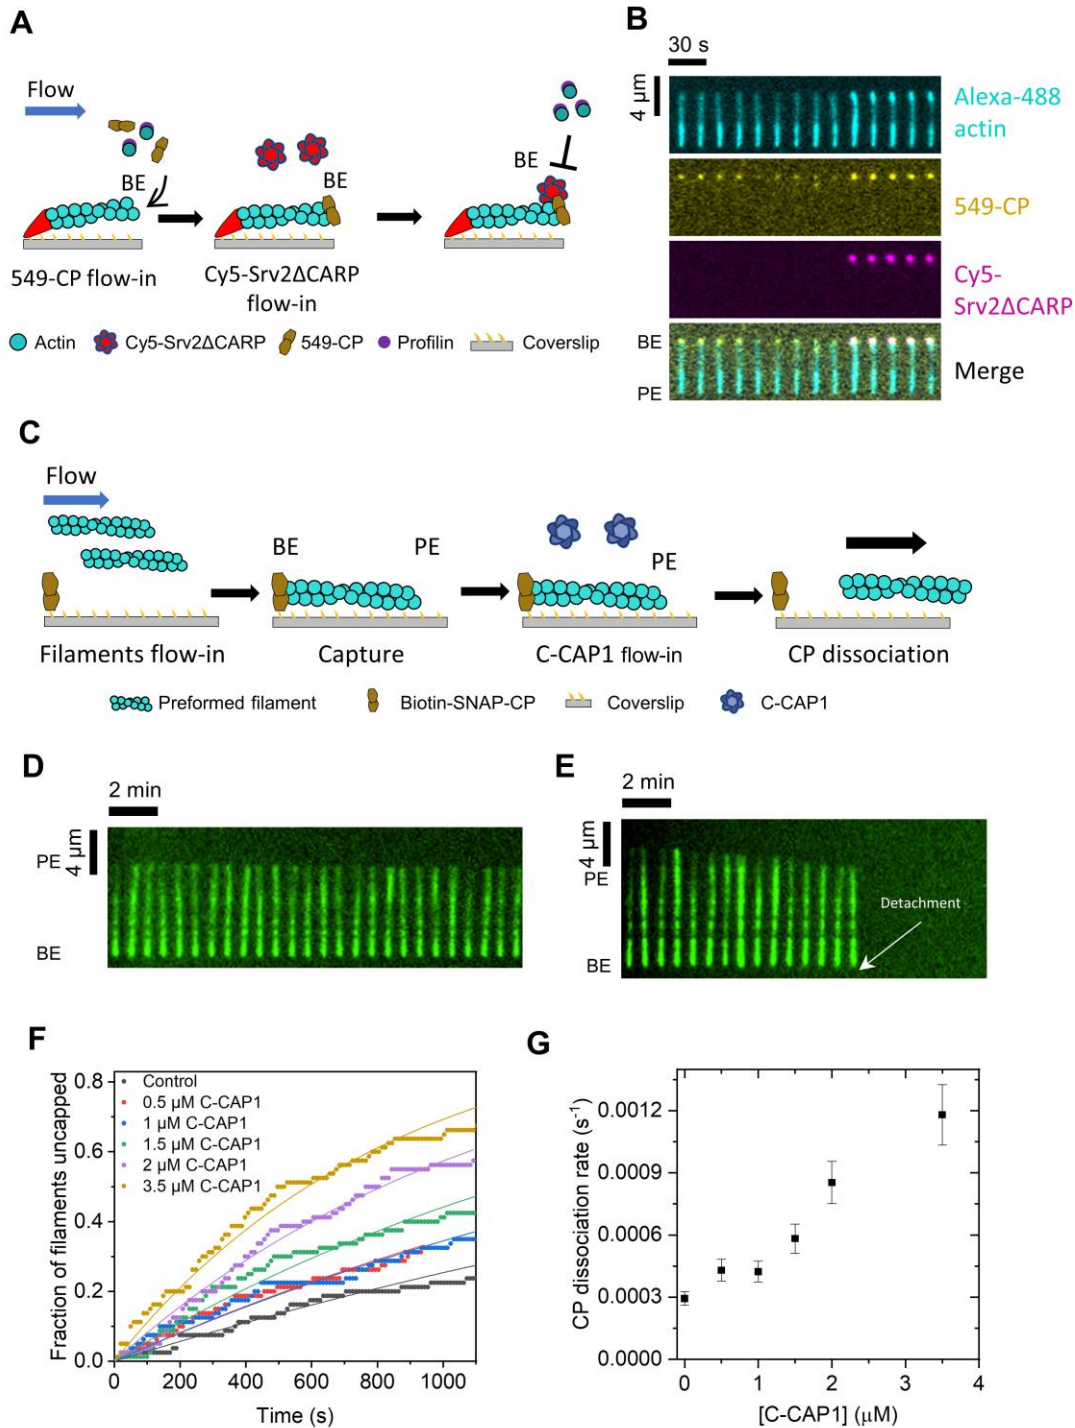 A
Flow
BE
BE
BE
549-CP flow-in
Cy5-Srv2ΔCARP
flow-in
Actin
Cy5-Srv2ΔCARP
549-CP
Profilin
Coverslip
B
30 s
4 μm
Alexa-488
actin
549-CP
Cy5-
Srv2ΔCARP
BE
PE
Merge
C
Flow
BE
PE
PE
Filaments flow-in
Capture
C-CAP1 flow-in
CP dissociation
Preformed filament
Biotin-SNAP-CP
Coverslip
C-CAP1
D
2 min
4 μm
PE
BE
E
2 min
4 μm
PE
BE
Detachment
F
Fraction of filaments uncapped
0.8
0.6
0.4
0.2
0.0
Control
0.5 μM C-CAP1
1 μM C-CAP1
1.5 μM C-CAP1
2 μM C-CAP1
3.5 μM C-CAP1
0 200 400 600 800 1000
Time (s)
G
CP dissociation rate (s⁻¹)
0.0012
0.0009
0.0006
0.0003
0.0000
0 1 2 3 4
[C-CAP1] (μM)